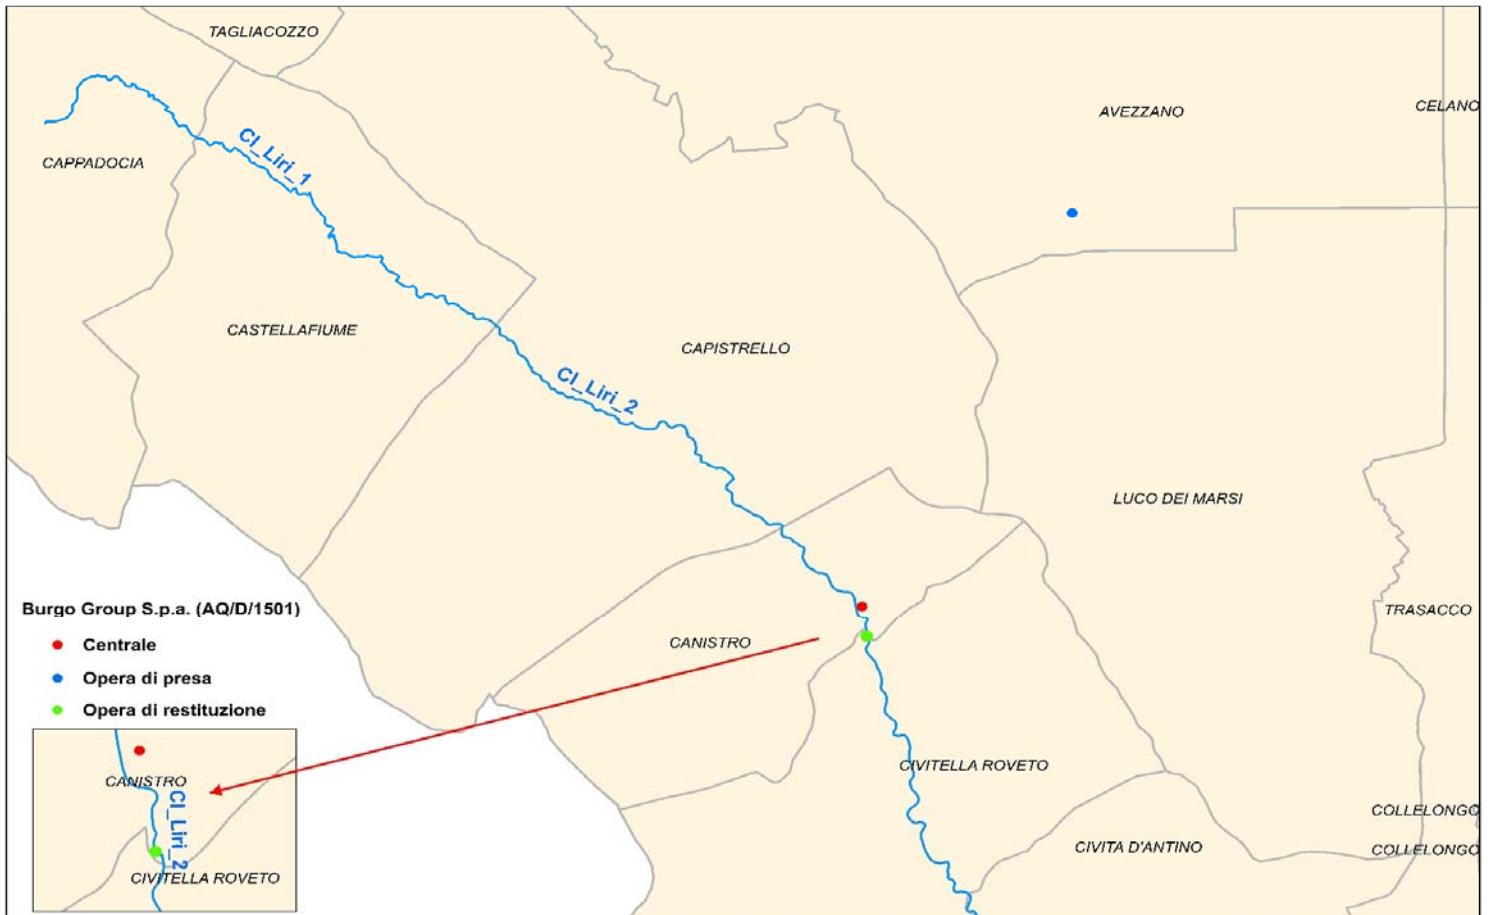 TAGLIACOZZO
CELANO
AVEZZANO
CI_Liri_1
CAPPADOCIA
CASTELLAFIUME
CAPISTRELLO
CI_Liri_2
LUCO DEI MARSI
Burgo Group S.p.a. (AQ/D/1501)
TRASACCO
Centrale
CANISTRO
Opera di presa
Opera di restituzione
CIVITELLA ROVETO
CANISTRO
CI_Liri_2
COLLELONGO
CIVITA D'ANTINO
COLLELONGO
CIVITELLA ROVETO